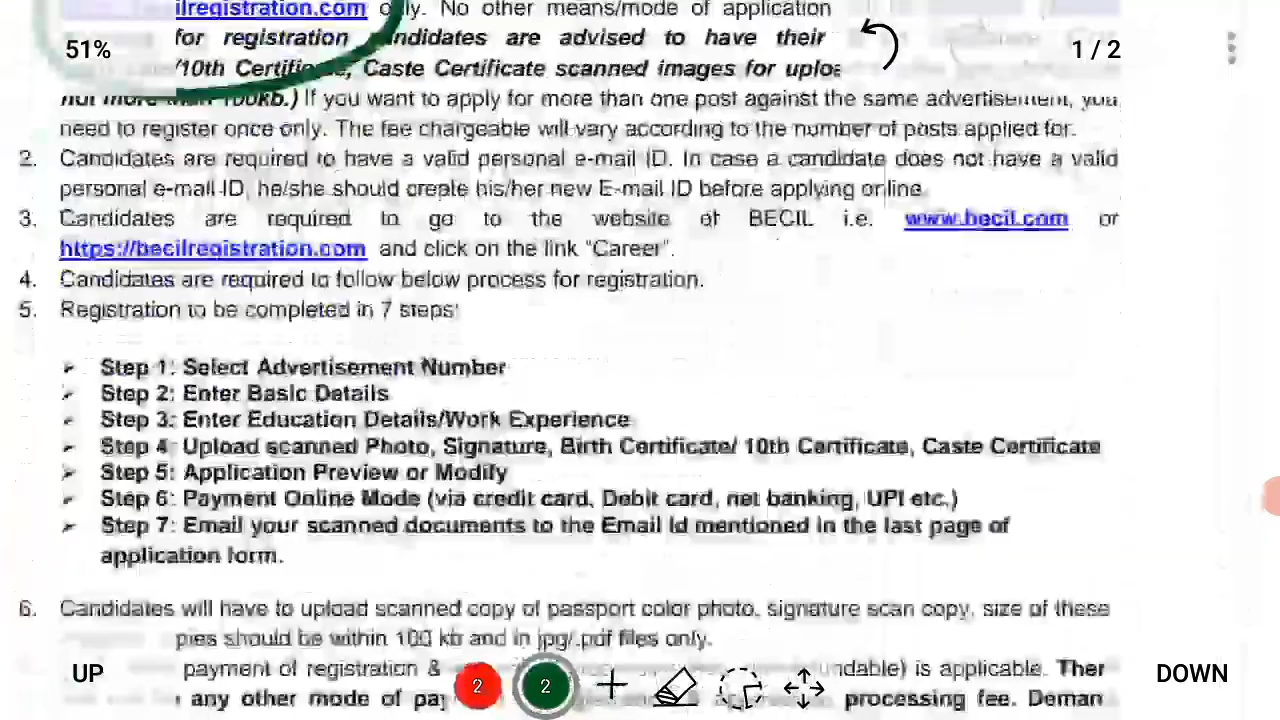 ilregistration.com only. No other means/mode of application
51%
for registration candidates are advised to have their
1 / 2
/10th Certificate, Caste Certificate scanned images for uplo
not more than 100kb.) If you want to apply for more than one post against the same advertisement, you
need to register once only. The fee chargeable will vary according to the number of posts applied for.
2. Candidates are required to have a valid personal e-mail ID. In case a candidate does not have a valid
personal e-mail ID, he/she should create his/her new E-mail ID before applying online.
3. Candidates are required to go to the website of BECIL i.e. www.becil.com or
https://becilregistration.com and click on the link "Career".
4. Candidates are required to follow below process for registration.
5. Registration to be completed in 7 steps:
Step 1: Select Advertisement Number
Step 2: Enter Basic Details
Step 3: Enter Education Details/Work Experience
Step 4: Upload scanned Photo, Signature, Birth Certificate/ 10th Certificate, Caste Certificate
Step 5: Application Preview or Modify
Step 6: Payment Online Mode (via credit card, Debit card, net banking, UPI etc.)
Step 7: Email your scanned documents to the Email Id mentioned in the last page of
application form.
6. Candidates will have to upload scanned copy of passport color photo, signature scan copy, size of these
pies should be within 100 kb and in jpg/.pdf files only.
UP
payment of registration & undable) is applicable. Ther
2
2
DOWN
any other mode of pay processing fee. Deman